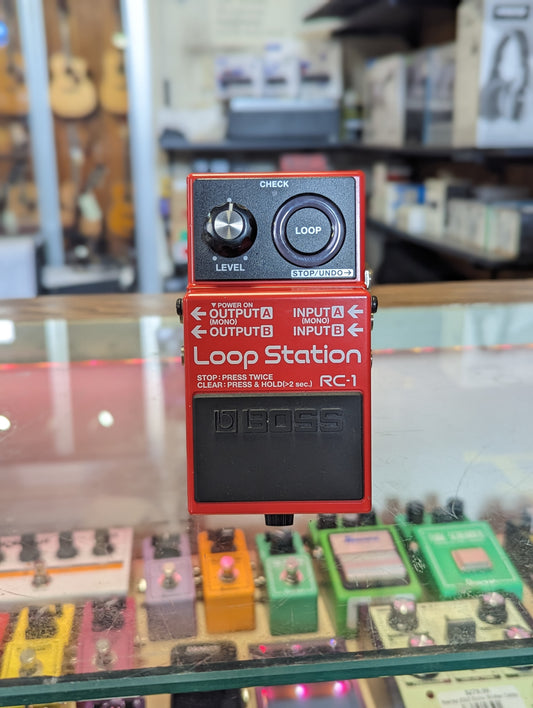 CHECK
LOOP
LEVEL
STOP/UNDO→
▼POWER ON
←OUTPUT A INPUT A←
(MONO) (MONO)
←OUTPUT B INPUT B←
Loop Station
STOP : PRESS TWICE RC-1
CLEAR : PRESS & HOLD(>2 sec.)
BOSS